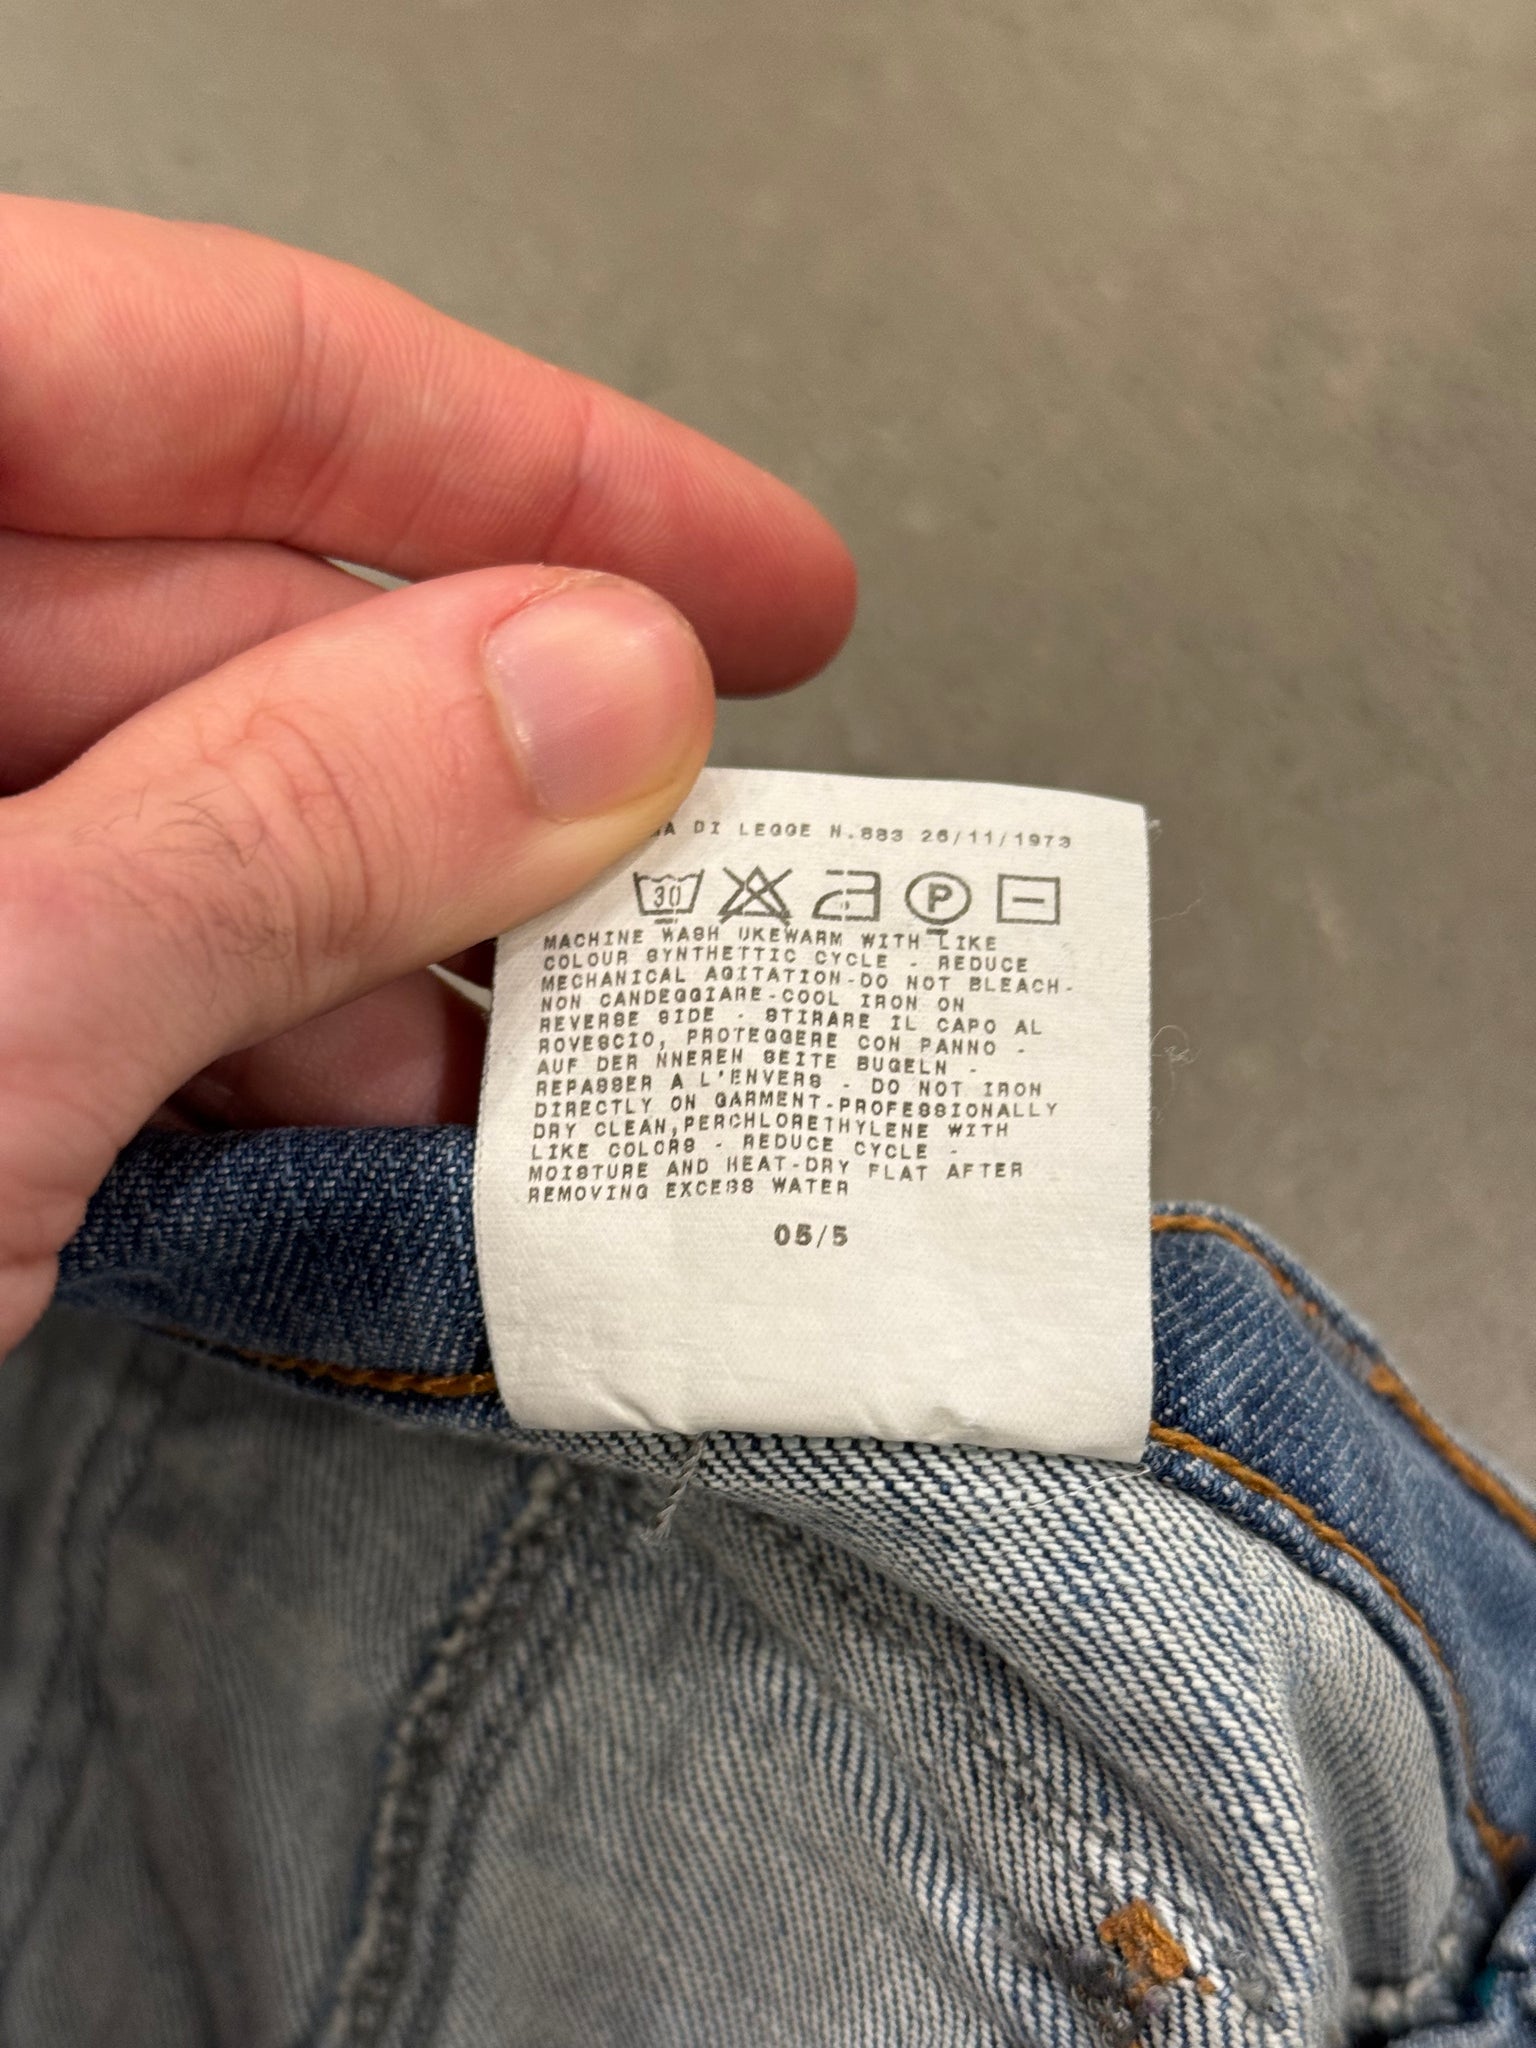 DI LEGGE N.883 26/11/1973
30 P
MACHINE WASH UKEWARM WITH LIKE
COLOUR SYNTHETTIC CYCLE - REDUCE
MECHANICAL AGITATION-DO NOT BLEACH-
NON CANDEGGIARE-COOL IRON ON
REVERSE SIDE - STIRARE IL CAPO AL
ROVESCIO, PROTEGGERE CON PANNO -
AUF DER NNEREN SEITE BUGELN -
REPASSER A L'ENVERS - DO NOT IRON
DIRECTLY ON GARMENT-PROFESSIONALLY
DRY CLEAN,PERCHLORETHYLENE WITH
LIKE COLORS - REDUCE CYCLE -
MOISTURE AND HEAT-DRY FLAT AFTER
REMOVING EXCESS WATER
05/5